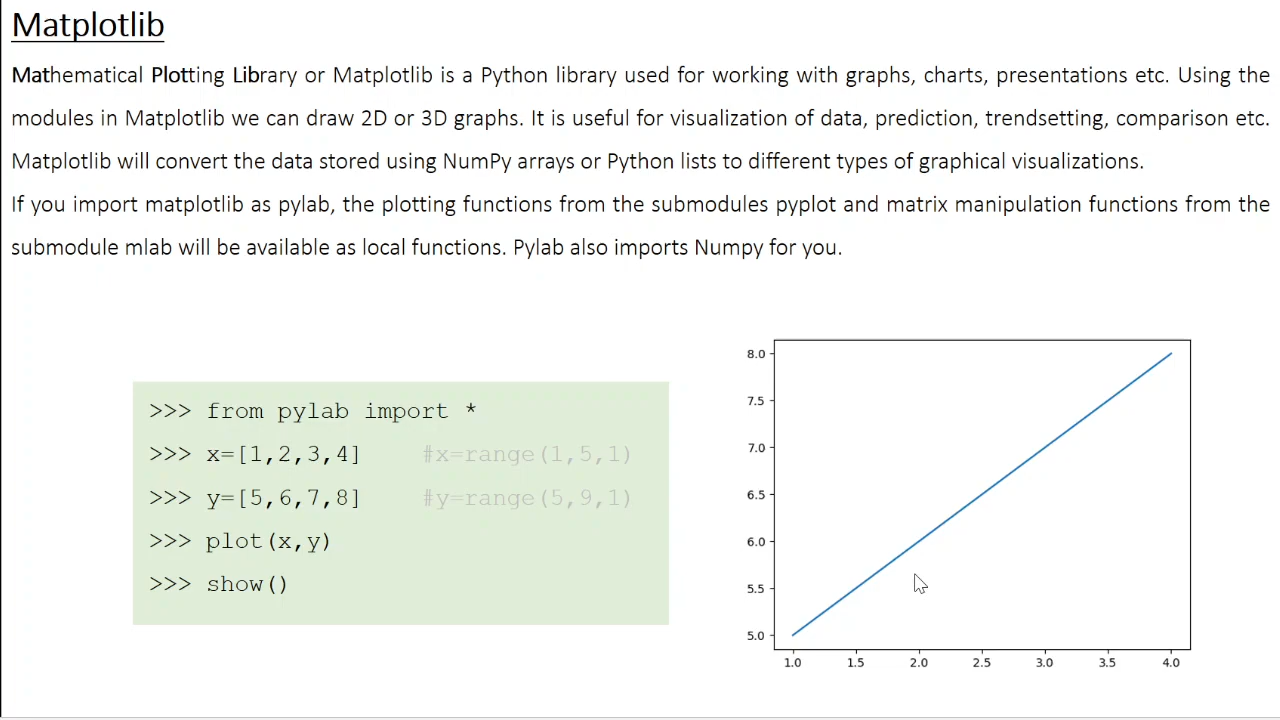 Matplotlib
Mathematical Plotting Library or Matplotlib is a Python library used for working with graphs, charts, presentations etc. Using the
modules in Matplotlib we can draw 2D or 3D graphs. It is useful for visualization of data, prediction, trendsetting, comparison etc.
Matplotlib will convert the data stored using NumPy arrays or Python lists to different types of graphical visualizations.
If you import matplotlib as pylab, the plotting functions from the submodules pyplot and matrix manipulation functions from the
submodule mlab will be available as local functions. Pylab also imports Numpy for you.
>>> from pylab import *
>>> x=[1,2,3,4] #x=range(1,5,1)
>>> y=[5,6,7,8] #y=range(5,9,1)
>>> plot(x,y)
>>> show()
8.0
7.5
7.0
6.5
6.0
5.5
5.0
1.0 1.5 2.0 2.5 3.0 3.5 4.0